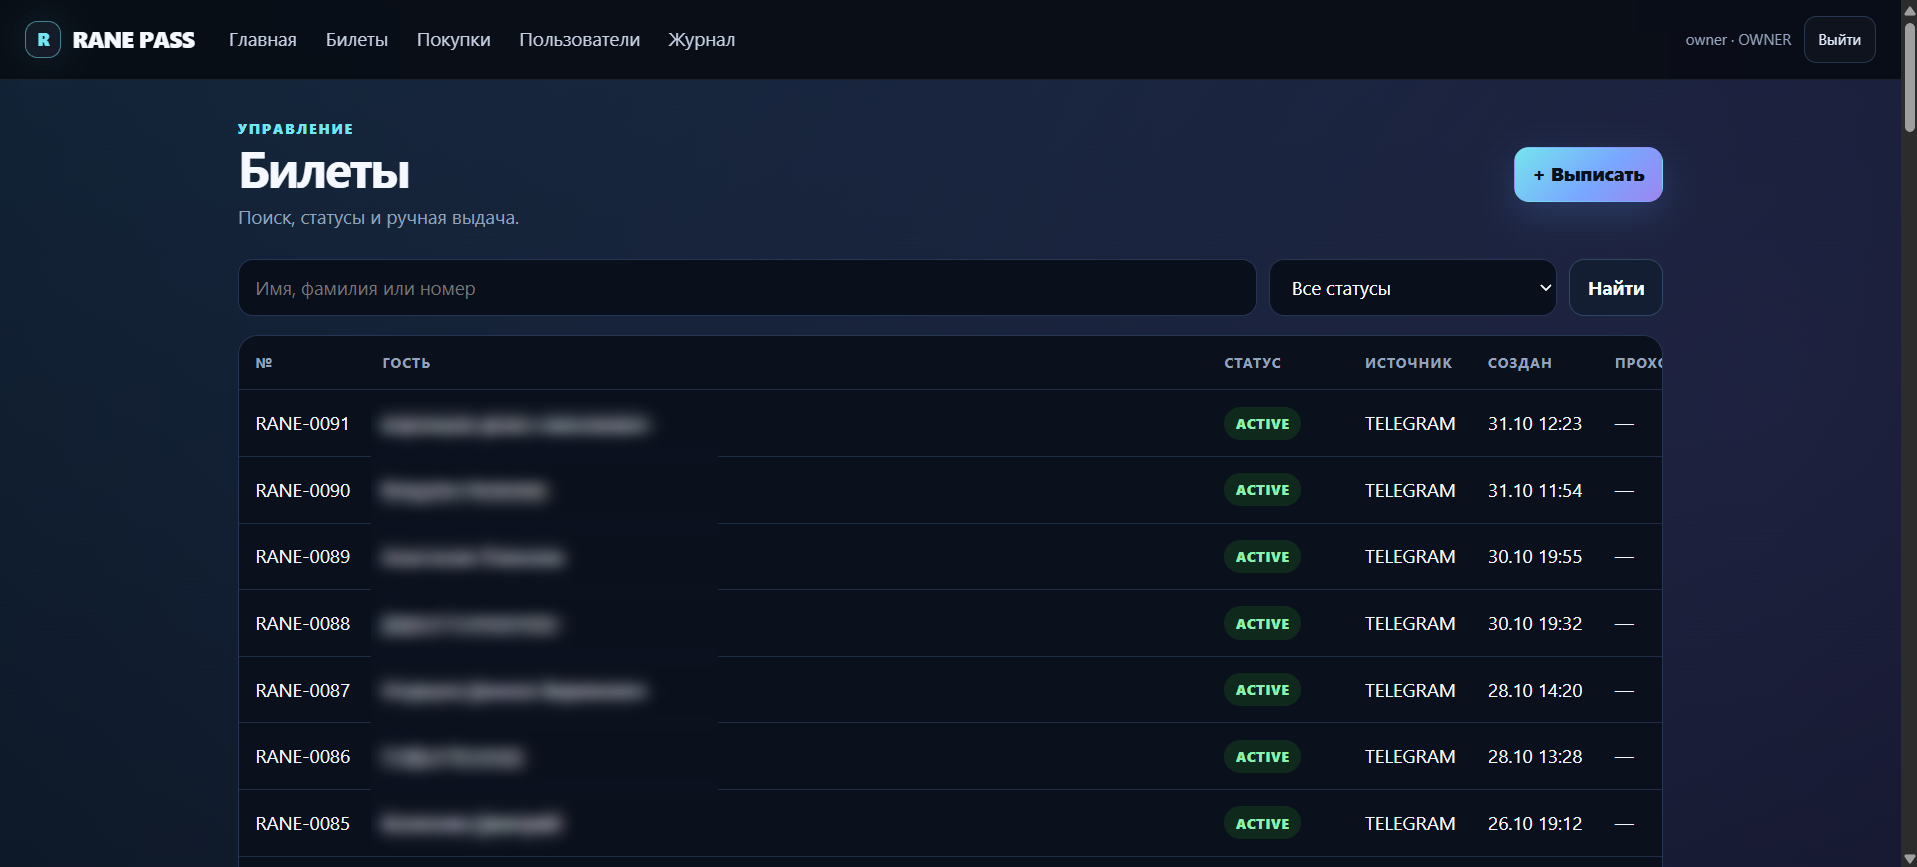 R RANE PASS Главная Билеты Покупки Пользователи Журнал owner · OWNER Выйти
УПРАВЛЕНИЕ
Билеты
+ Выписать
Поиск, статусы и ручная выдача.
Имя, фамилия или номер Все статусы Найти
№ ГОСТЬ СТАТУС ИСТОЧНИК СОЗДАН ПРОХО
RANE-0091 ACTIVE TELEGRAM 31.10 12:23 —
RANE-0090 ACTIVE TELEGRAM 31.10 11:54 —
RANE-0089 ACTIVE TELEGRAM 30.10 19:55 —
RANE-0088 ACTIVE TELEGRAM 30.10 19:32 —
RANE-0087 ACTIVE TELEGRAM 28.10 14:20 —
RANE-0086 ACTIVE TELEGRAM 28.10 13:28 —
RANE-0085 ACTIVE TELEGRAM 26.10 19:12 —